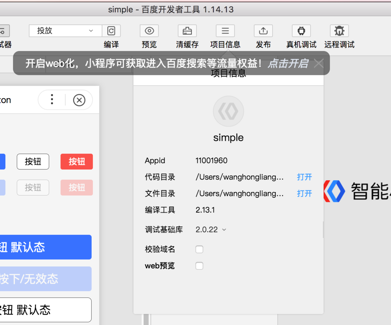 simple - 百度开发者工具 1.14.13
试器
投放
编译
预览
清缓存
项目信息
发布
真机调试
远程调试
开启web化，小程序可获取进入百度搜索等流量权益！点击开启
项目信息
ton
simple
按钮
按钮
按钮
按钮
Appid 11001960
代码目录 /Users/wanghongliang... 打开
文件目录 /Users/wanghongliang... 打开
编译工具 2.13.1
调试基础库 2.0.22
校验域名
web预览
智能
钮 默认态
按下/无效态
钮 默认态